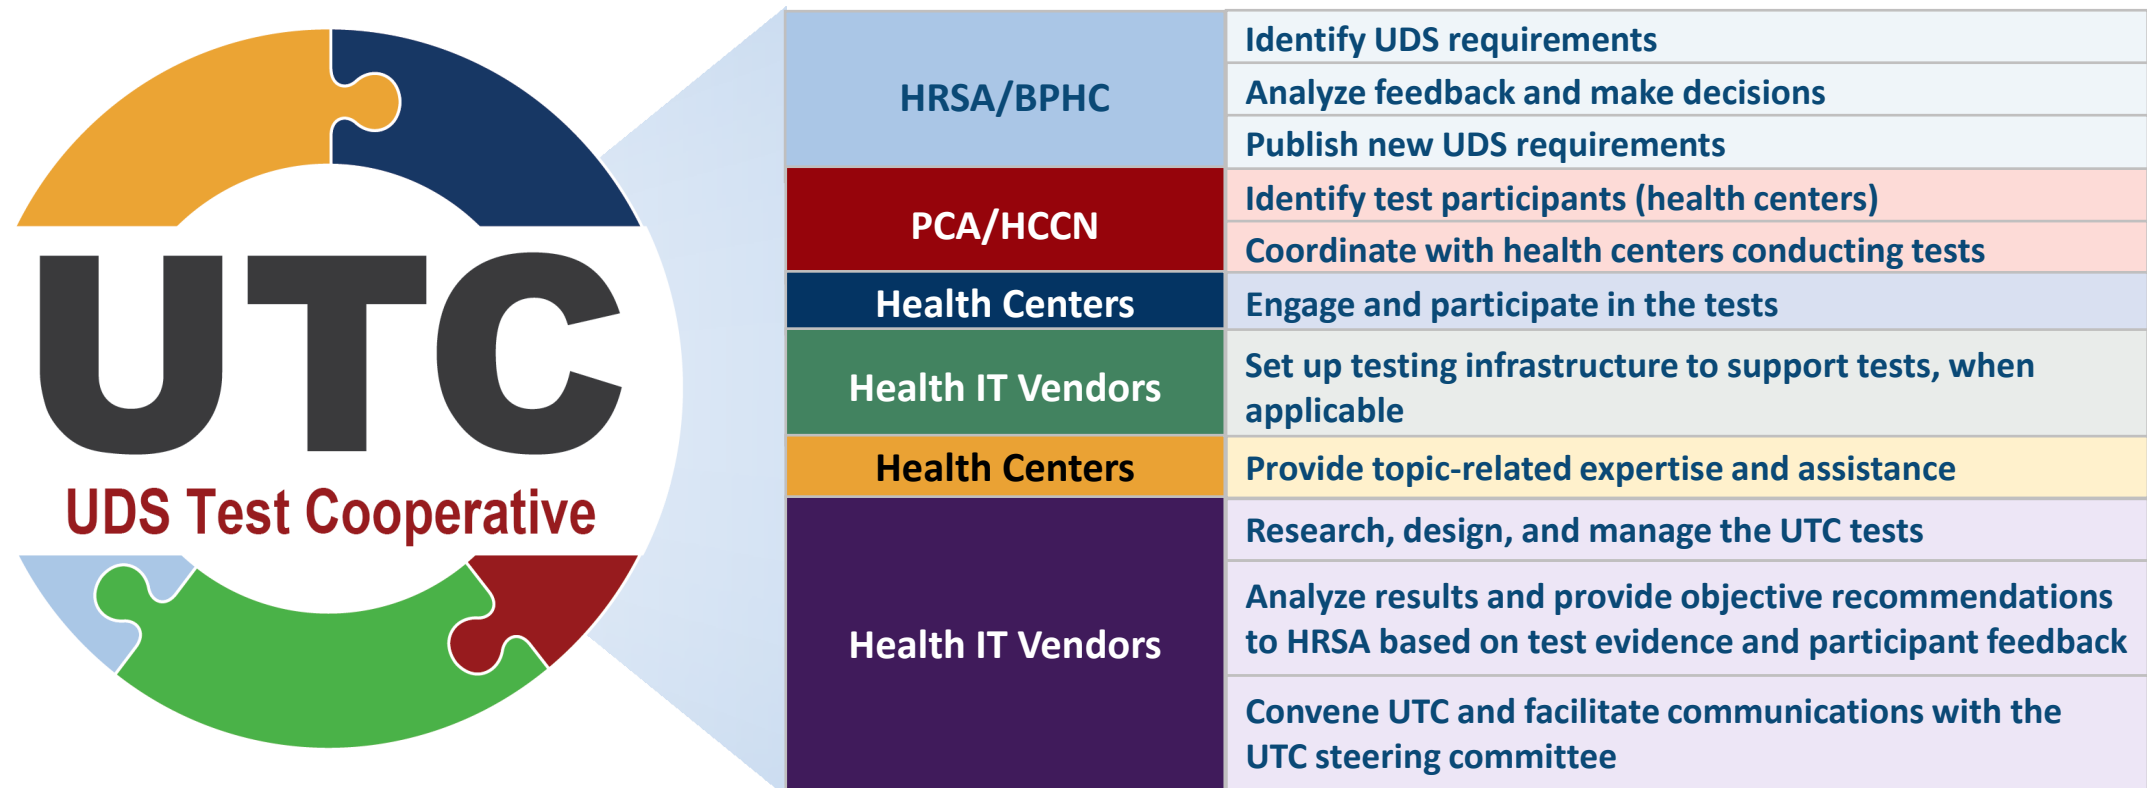 UTC
UDS Test Cooperative
HRSA/BPHC
Identify UDS requirements
Analyze feedback and make decisions
Publish new UDS requirements
PCA/HCCN
Identify test participants (health centers)
Coordinate with health centers conducting tests
Health Centers
Engage and participate in the tests
Health IT Vendors
Set up testing infrastructure to support tests, when
applicable
Health Centers
Provide topic-related expertise and assistance
Health IT Vendors
Research, design, and manage the UTC tests
Analyze results and provide objective recommendations
to HRSA based on test evidence and participant feedback
Convene UTC and facilitate communications with the
UTC steering committee